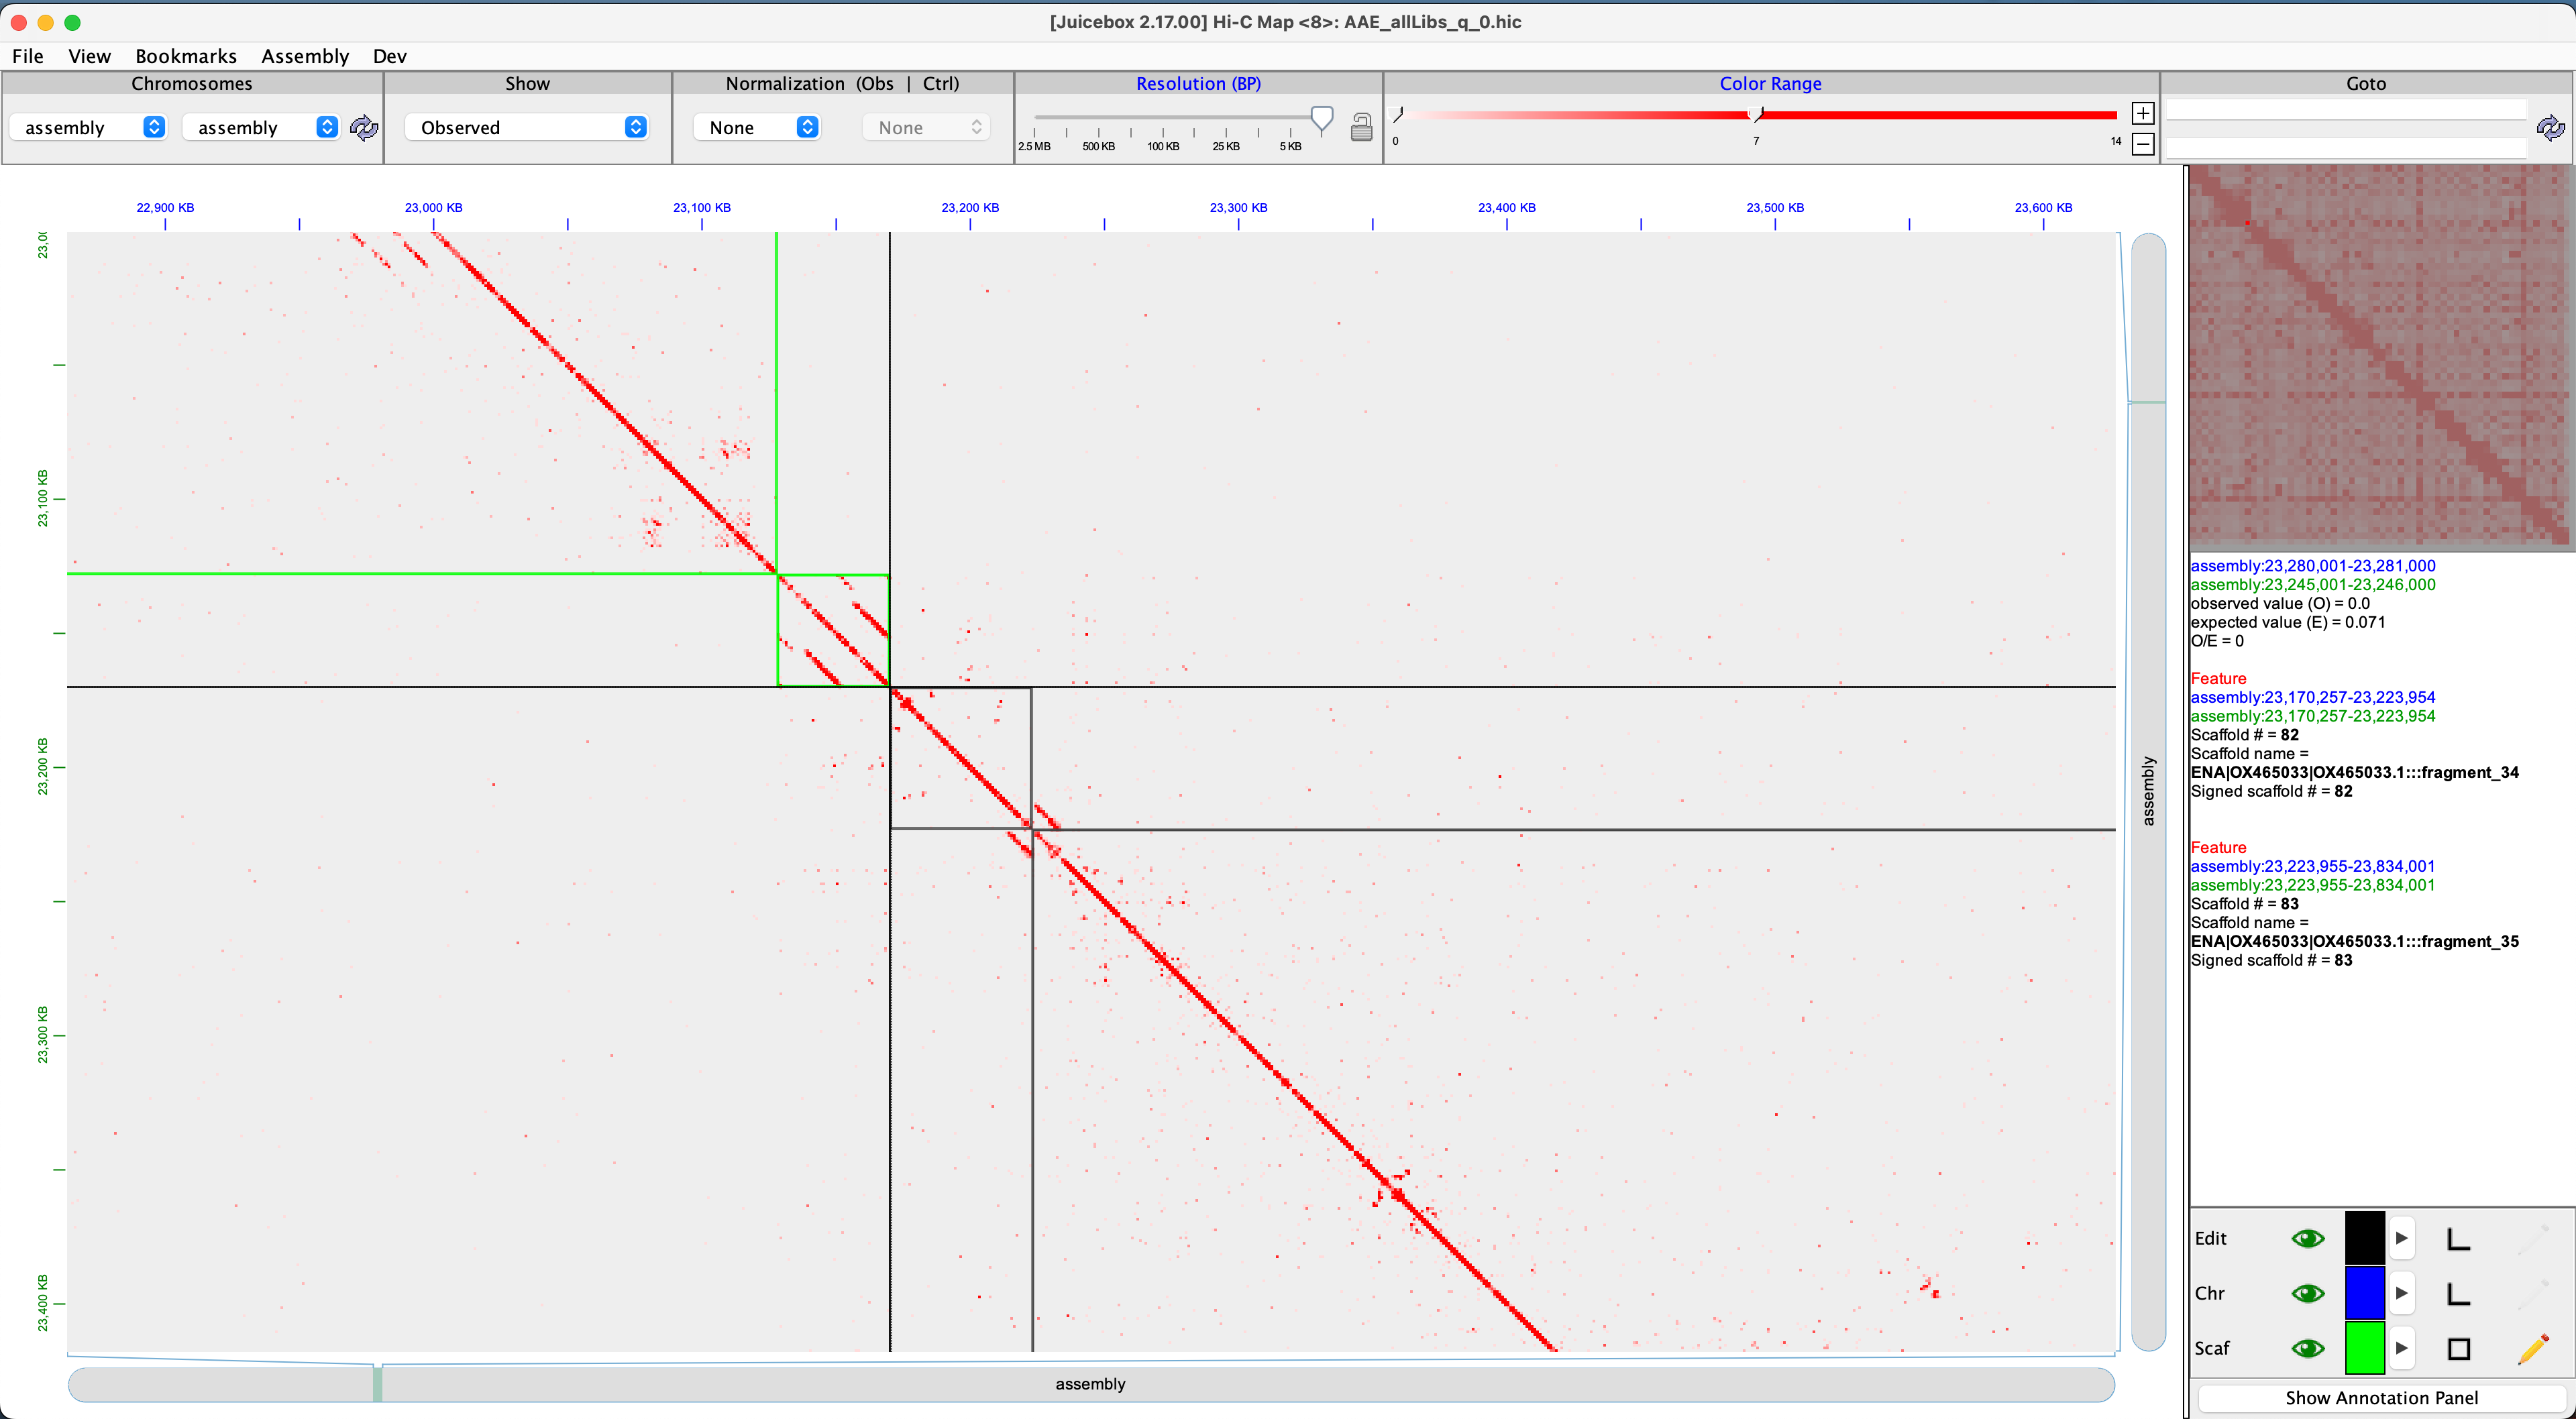 [Juicebox 2.17.00] Hi-C Map <8>: AAE_allLibs_q_0.hic
File View Bookmarks Assembly Dev
Chromosomes Show Normalization (Obs | Ctrl) Resolution (BP) Color Range Goto
assembly assembly Observed None None
2.5 MB 500 KB 100 KB 25 KB 5 KB 0 7 14
22,900 KB 23,000 KB 23,100 KB 23,200 KB 23,300 KB 23,400 KB 23,500 KB 23,600 KB
23,100 KB
23,200 KB
23,300 KB
23,400 KB
assembly
assembly
assembly:23,280,001-23,281,000
assembly:23,245,001-23,246,000
observed value (O) = 0.0
expected value (E) = 0.071
O/E = 0
Feature
assembly:23,170,257-23,223,954
assembly:23,170,257-23,223,954
Scaffold # = 82
Scaffold name =
ENA|OX465033|OX465033.1:::fragment_34
Signed scaffold # = 82
Feature
assembly:23,223,955-23,834,001
assembly:23,223,955-23,834,001
Scaffold # = 83
Scaffold name =
ENA|OX465033|OX465033.1:::fragment_35
Signed scaffold # = 83
Edit
Chr
Scaf
Show Annotation Panel